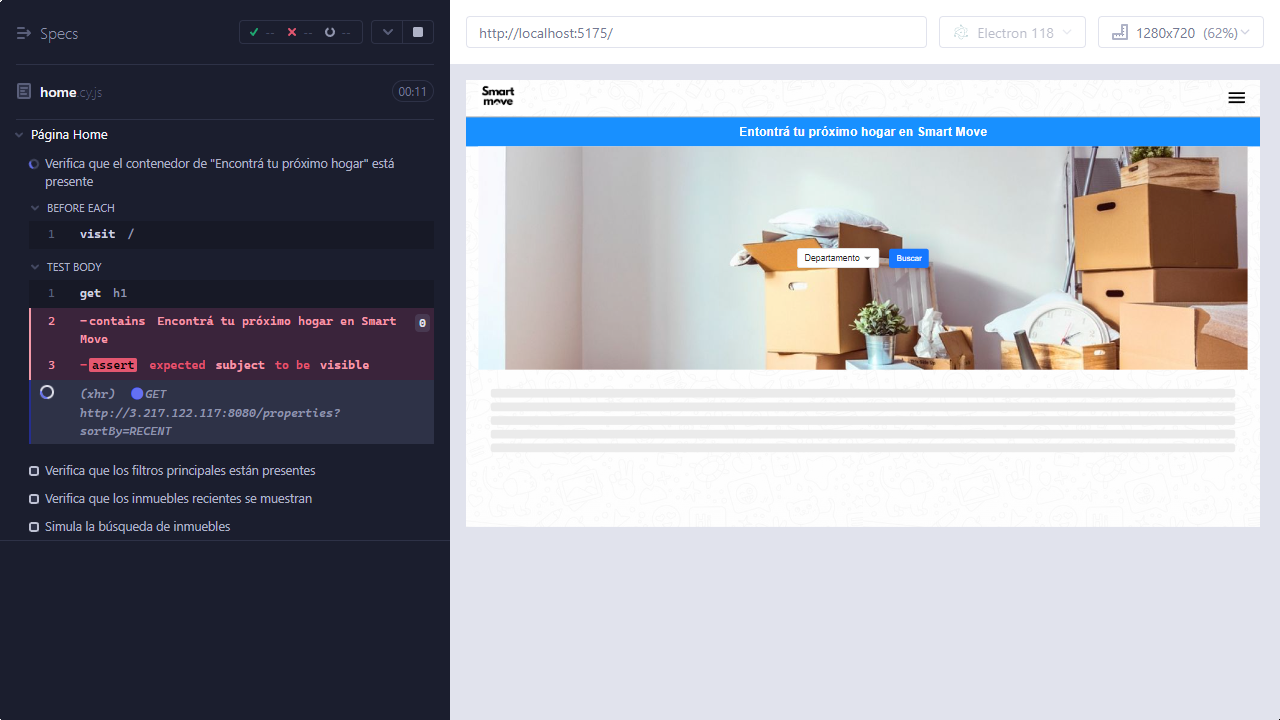 Specs
--
--
--
home.cy.js
00:11
Página Home
Verifica que el contenedor de "Encontrá tu próximo hogar" está
presente
BEFORE EACH
1 visit /
TEST BODY
1 get h1
2 -contains Encontrá tu próximo hogar en Smart
Move
0
3 -assert expected subject to be visible
(xhr) GET
http://3.217.122.117:8080/properties?
sortBy=RECENT
Verifica que los filtros principales están presentes
Verifica que los inmuebles recientes se muestran
Simula la búsqueda de inmuebles
http://localhost:5175/
Electron 118
1280x720 (62%)
Smart
move
Entontrá tu próximo hogar en Smart Move
Departamento
Buscar